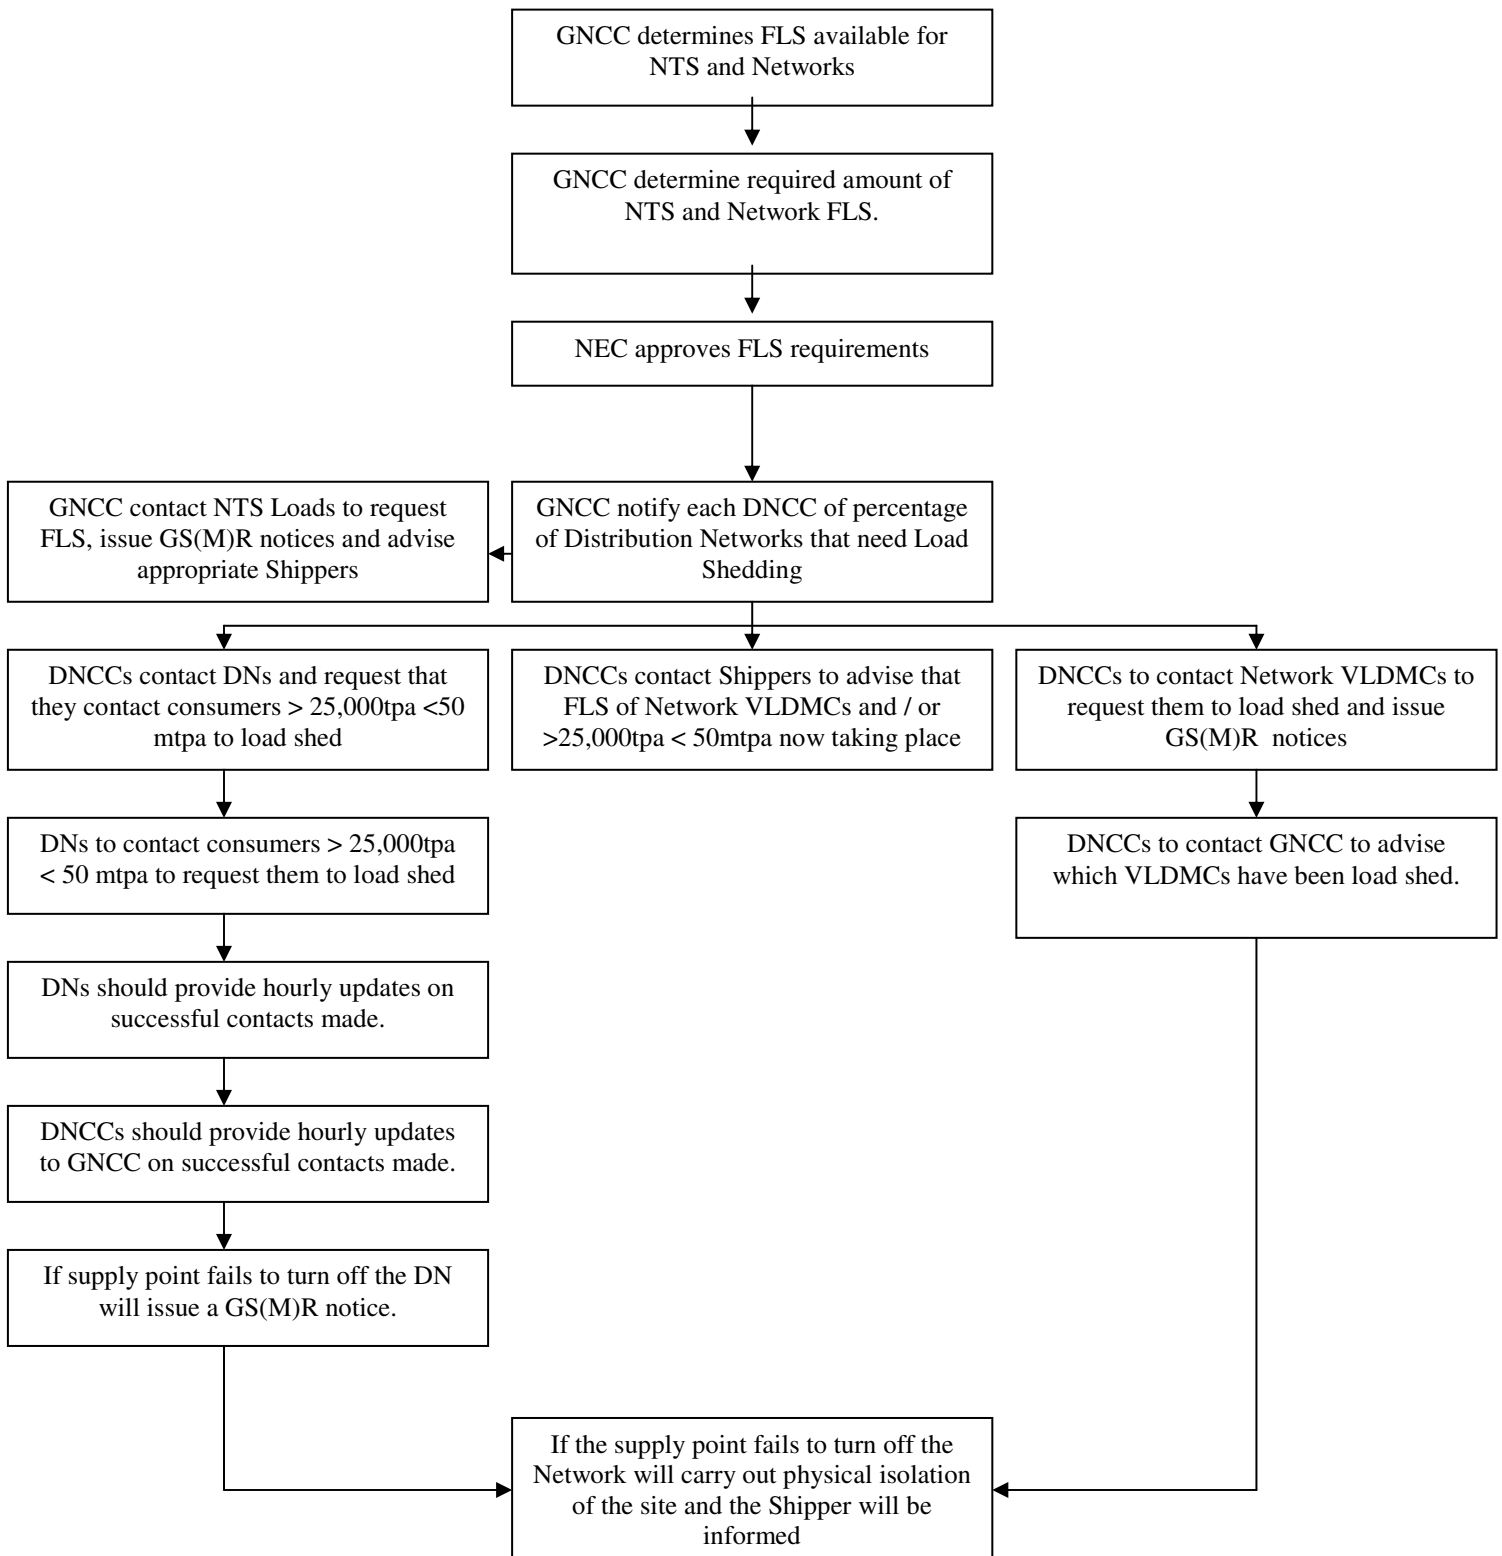 GNCC determines FLS available for
NTS and Networks
GNCC determine required amount of
NTS and Network FLS.
NEC approves FLS requirements
GNCC contact NTS Loads to request
FLS, issue GS(M)R notices and advise
appropriate Shippers
GNCC notify each DNCC of percentage
of Distribution Networks that need Load
Shedding
DNCCs contact DNs and request that
they contact consumers > 25,000tpa <50
mtpa to load shed
DNCCs contact Shippers to advise that
FLS of Network VLDMCs and / or
>25,000tpa < 50mtpa now taking place
DNCCs to contact Network VLDMCs to
request them to load shed and issue
GS(M)R notices
DNs to contact consumers > 25,000tpa
< 50 mtpa to request them to load shed
DNCCs to contact GNCC to advise
which VLDMCs have been load shed.
DNs should provide hourly updates on
successful contacts made.
DNCCs should provide hourly updates
to GNCC on successful contacts made.
If supply point fails to turn off the DN
will issue a GS(M)R notice.
If the supply point fails to turn off the
Network will carry out physical isolation
of the site and the Shipper will be
informed